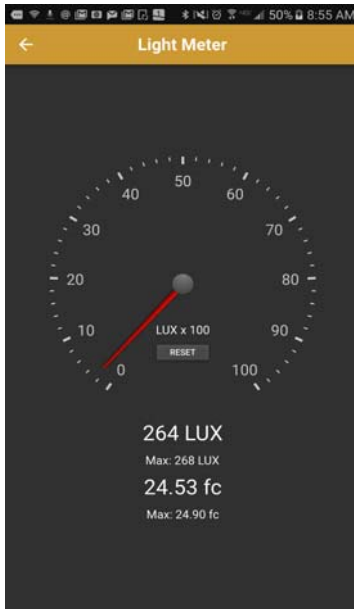 50% 8:55 AM
Light Meter
50
40 60
30 70
20 80
10 90
LUX x 100
RESET
0 100
264 LUX
Max: 268 LUX
24.53 fc
Max: 24.90 fc